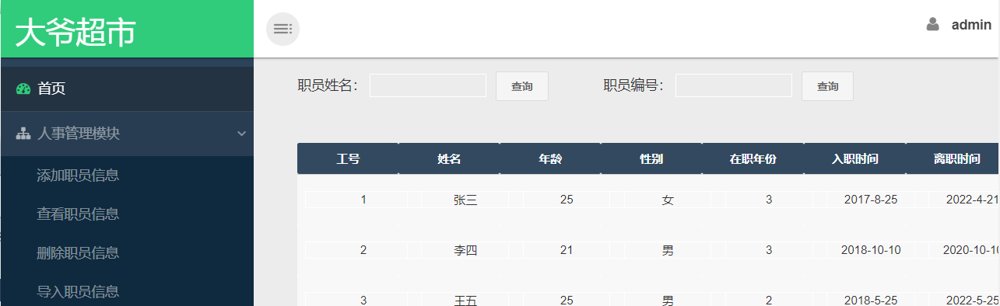 大爷超市
admin
首页
人事管理模块
添加职员信息
查看职员信息
删除职员信息
导入职员信息
职员姓名： 查询 职员编号： 查询
工号 姓名 年龄 性别 在职年份 入职时间 离职时间
1 张三 25 女 3 2017-8-25 2022-4-21
2 李四 21 男 3 2018-10-10 2020-10-10
3 王五 25 男 2 2018-5-25 2022-5-25